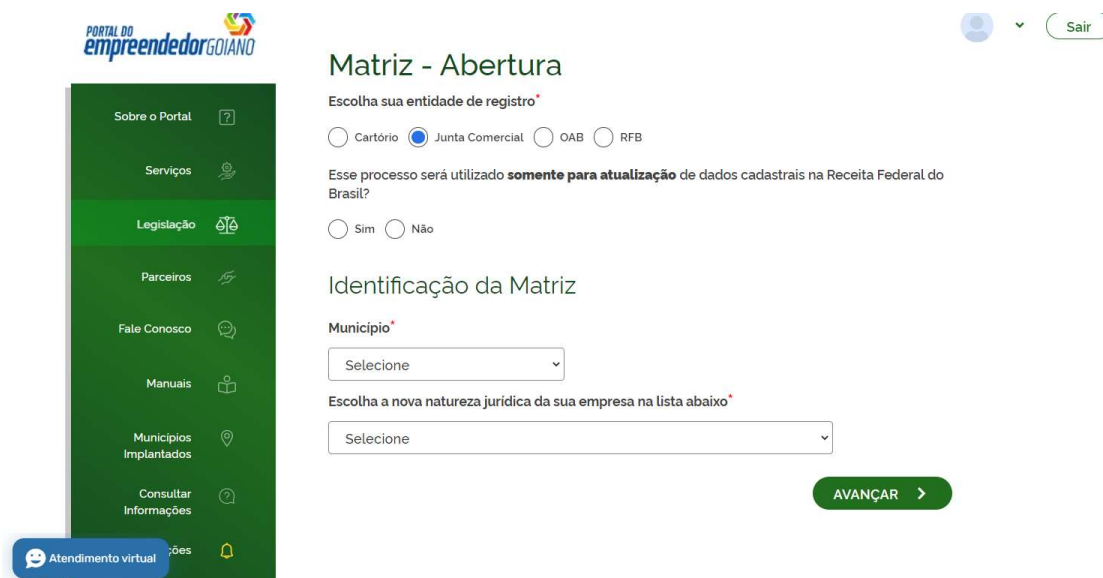 PORTAL DO
empreendedorGOIANO
Sair
Matriz - Abertura
Escolha sua entidade de registro*
Cartório Junta Comercial OAB RFB
Esse processo será utilizado somente para atualização de dados cadastrais na Receita Federal do
Brasil?
Sim Não
Identificação da Matriz
Município*
Selecione
Escolha a nova natureza jurídica da sua empresa na lista abaixo*
Selecione
AVANÇAR
Sobre o Portal
Serviços
Legislação
Parceiros
Fale Conosco
Manuais
Municípios
Implantados
Consultar
Informações
ções
Atendimento virtual